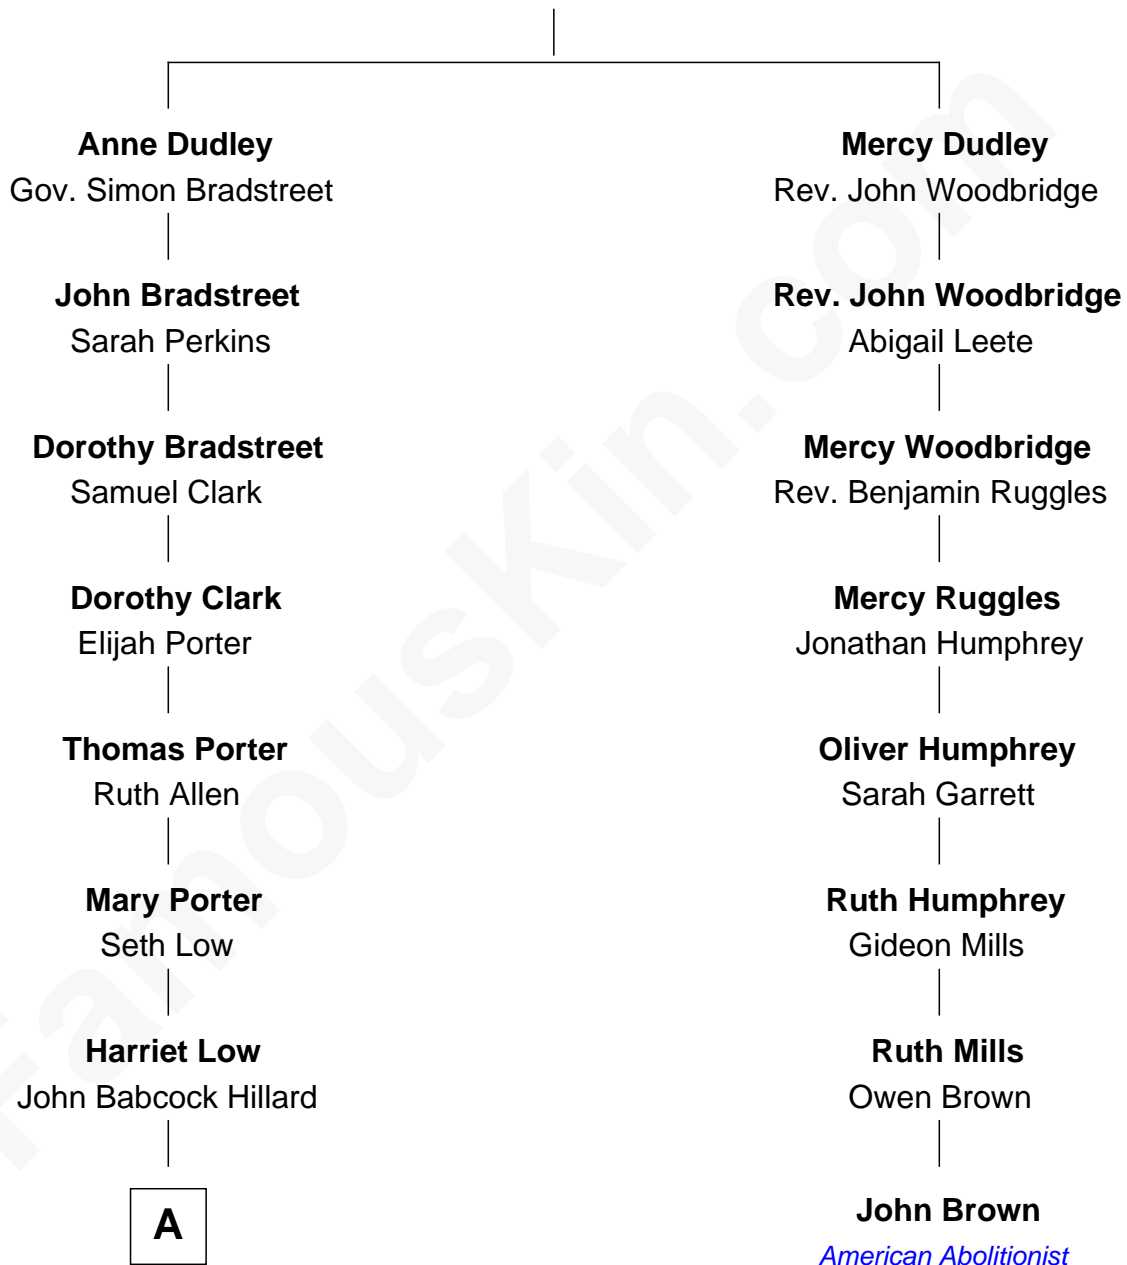 Anne Dudley
Gov. Simon Bradstreet
John Bradstreet
Sarah Perkins
Dorothy Bradstreet
Samuel Clark
Dorothy Clark
Elijah Porter
Thomas Porter
Ruth Allen
Mary Porter
Seth Low
Harriet Low
John Babcock Hillard
A
Mercy Dudley
Rev. John Woodbridge
Rev. John Woodbridge
Abigail Leete
Mercy Woodbridge
Rev. Benjamin Ruggles
Mercy Ruggles
Jonathan Humphrey
Oliver Humphrey
Sarah Garrett
Ruth Humphrey
Gideon Mills
Ruth Mills
Owen Brown
John Brown
American Abolitionist
FamousKin.com